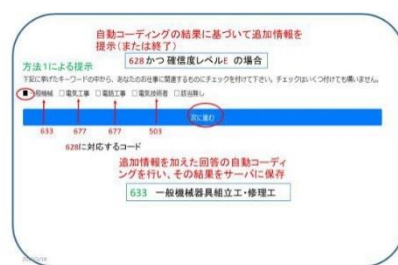 自動コーディングの結果に基づいて追加情報を
提示(または終了)
628 かつ 確信度レベルE の場合
方法1による提示
下記に挙げたキーワードの中から、あなたのお仕事に関連するものにチェックを付けて下さい。チェックはいくつ付けても構いません。
■一般機械 □電気工事 □電話工事 □電気技術者 □該当無し
次に進む
633 677 677 503
628に対応するコード
追加情報を加えた回答の自動コーディ
ングを行い、その結果をサーバに保存
633 一般機械器具組立工・修理工